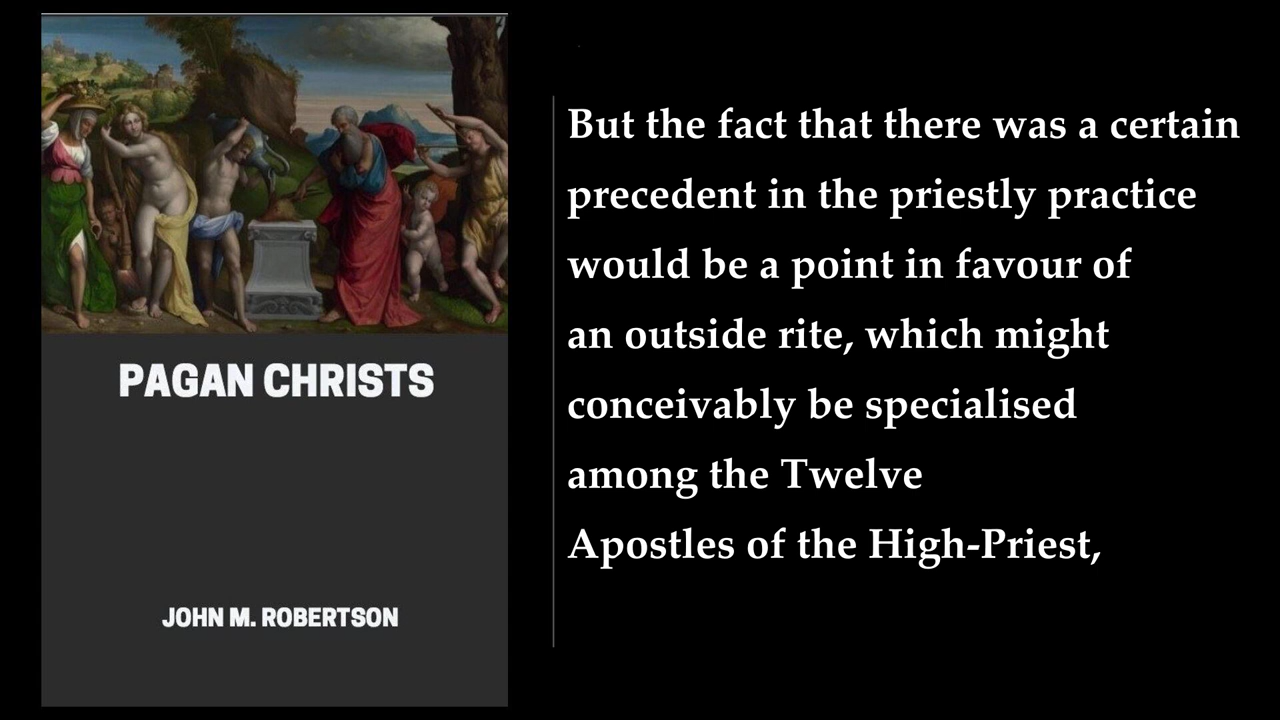 PAGAN CHRISTS
JOHN M. ROBERTSON
But the fact that there was a certain
precedent in the priestly practice
would be a point in favour of
an outside rite, which might
conceivably be specialised
among the Twelve
Apostles of the High-Priest,